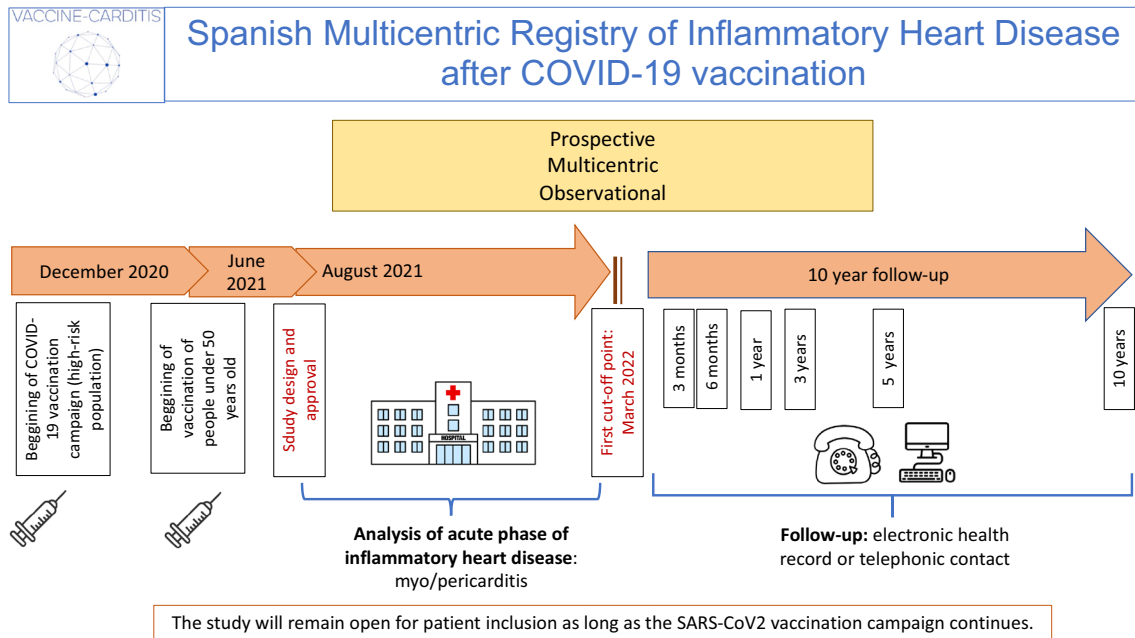 VACCINE-CARDITIS
Spanish Multicentric Registry of Inflammatory Heart Disease
after COVID-19 vaccination
Prospective
Multicentric
Observational
December 2020
June
2021
August 2021
10 year follow-up
Beggining of COVID-
19 vaccination
campaign (high-risk
population)
Beggining of
vaccination of
people under 50
years old
Sdudy design and
approval
HOSPITAL
First cut-off point:
March 2022
3 months
6 months
1 year
3 years
5 years
10 years
Analysis of acute phase of
inflammatory heart disease:
myo/pericarditis
Follow-up: electronic health
record or telephonic contact
The study will remain open for patient inclusion as long as the SARS-CoV2 vaccination campaign continues.